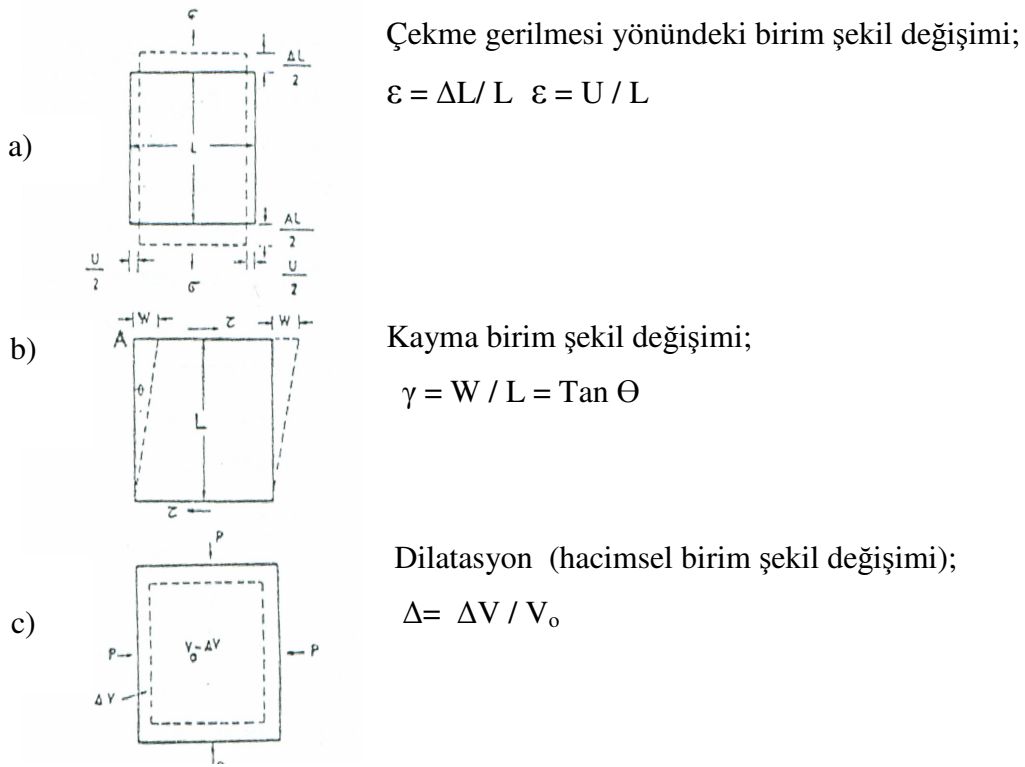 Çekme gerilmesi yönündeki birim şekil değişimi;
ε = ΔL/ L ε = U / L
a)
σ
ΔL
2
L
ΔL
2
U
2
σ
U
2
b)
W
τ
W
A
θ
L
τ
Kayma birim şekil değişimi;
γ = W / L = Tan Θ
c)
P
P
V₀-ΔV
P
ΔV
Dilatasyon (hacimsel birim şekil değişimi);
Δ= ΔV / Vₒ